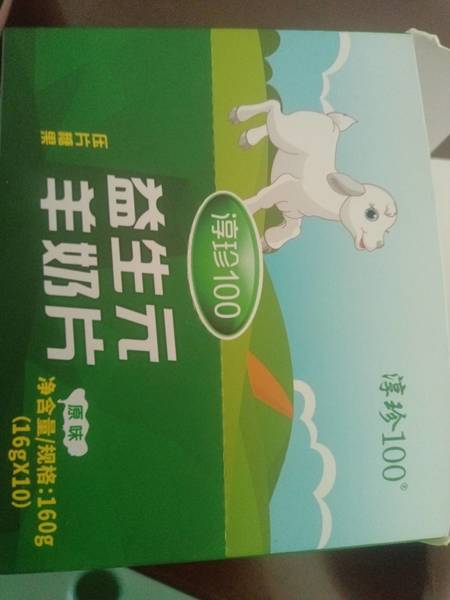 淳珍100®
淳珍100
益生元
羊奶片
压片糖果
原味
净含量/规格:160g
(16gX10)